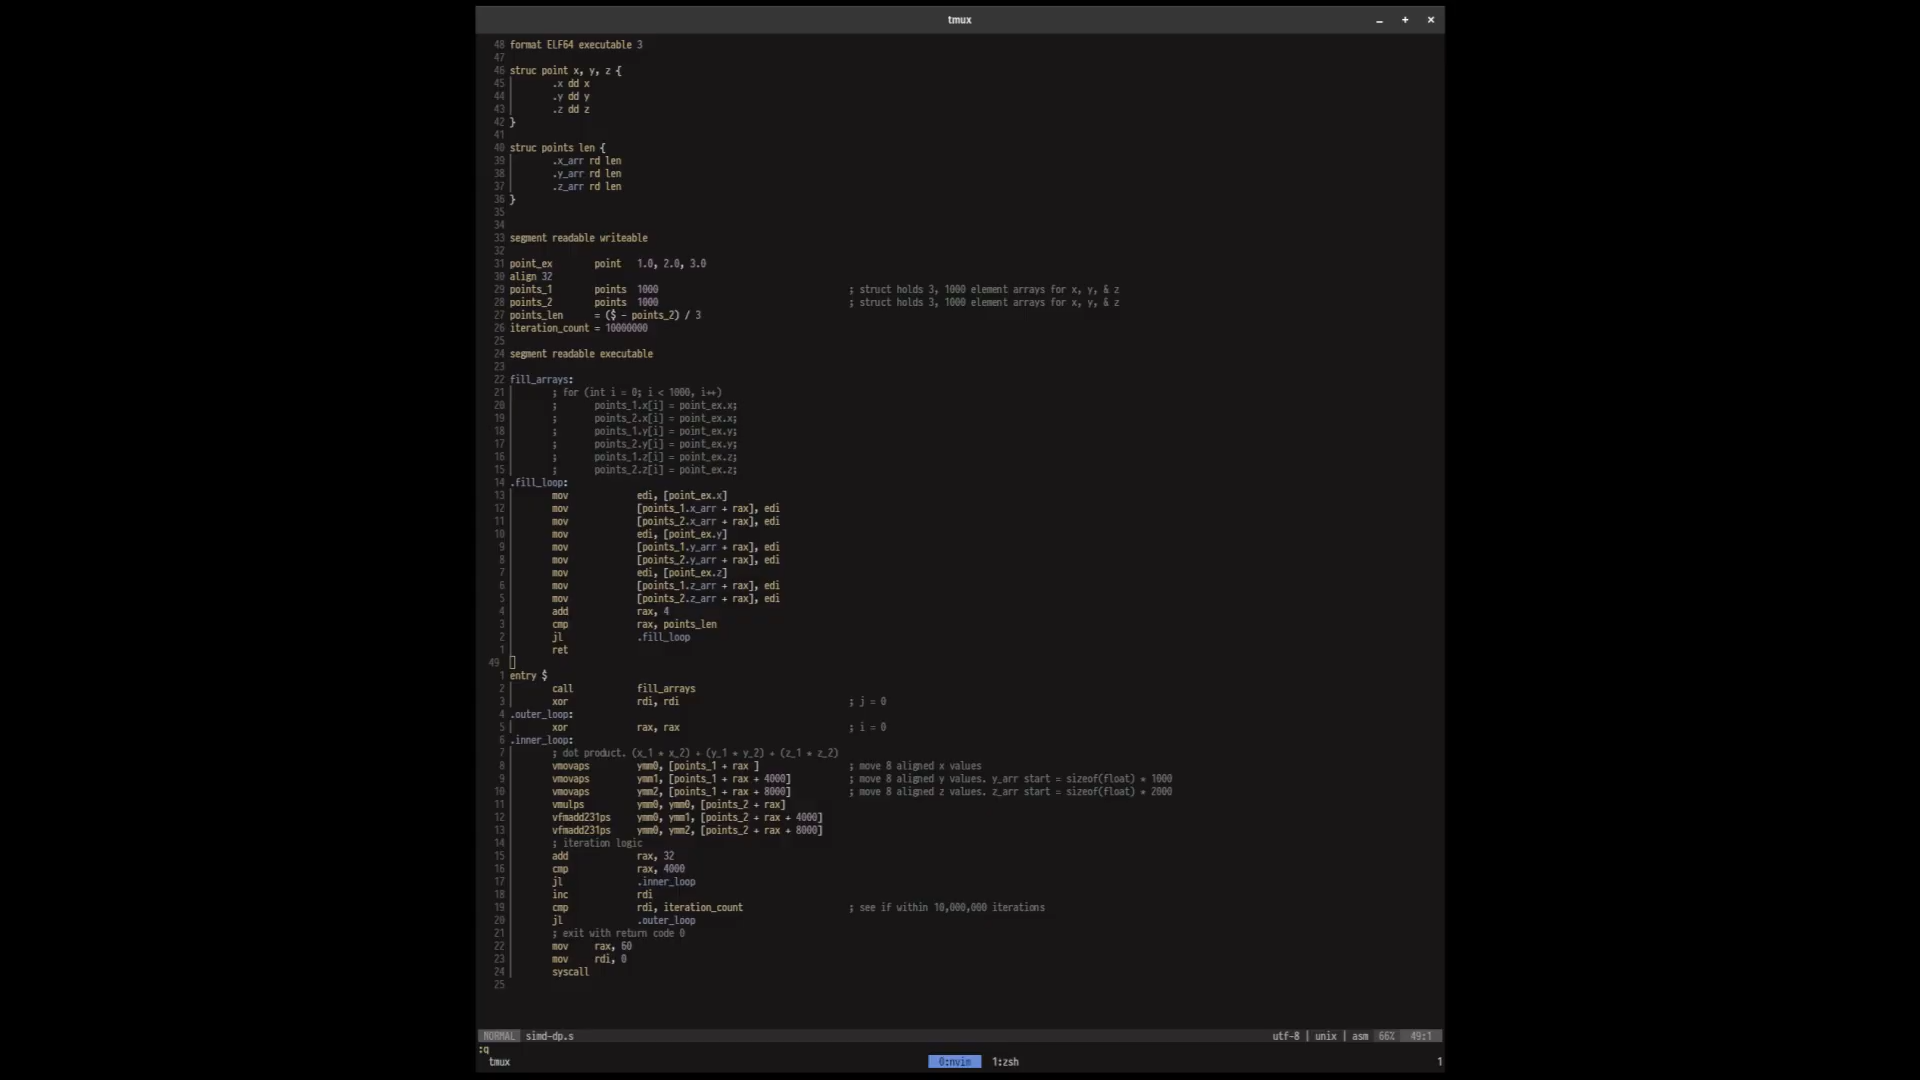 tmux
48 format ELF64 executable 3
47
46 struc point x, y, z {
45 .x dd x
44 .y dd y
43 .z dd z
42 }
41
40 struc points len {
39 .x_arr rd len
38 .y_arr rd len
37 .z_arr rd len
36 }
35
34
33 segment readable writeable
32
31 point_ex point 1.0, 2.0, 3.0
30 align 32
29 points_1 points 1000 ; struct holds 3, 1000 element arrays for x, y, & z
28 points_2 points 1000 ; struct holds 3, 1000 element arrays for x, y, & z
27 points_len = ($ - points_2) / 3
26 iteration_count = 10000000
25
24 segment readable executable
23
22 fill_arrays:
21 ; for (int i = 0; i < 1000, i++)
20 ; points_1.x[i] = point_ex.x;
19 ; points_2.x[i] = point_ex.x;
18 ; points_1.y[i] = point_ex.y;
17 ; points_2.y[i] = point_ex.y;
16 ; points_1.z[i] = point_ex.z;
15 ; points_2.z[i] = point_ex.z;
14 .fill_loop:
13 mov edi, [point_ex.x]
12 mov [points_1.x_arr + rax], edi
11 mov [points_2.x_arr + rax], edi
10 mov edi, [point_ex.y]
9 mov [points_1.y_arr + rax], edi
8 mov [points_2.y_arr + rax], edi
7 mov edi, [point_ex.z]
6 mov [points_1.z_arr + rax], edi
5 mov [points_2.z_arr + rax], edi
4 add rax, 4
3 cmp rax, points_len
2 jl .fill_loop
1 ret
49
1 entry $
2 call fill_arrays
3 xor rdi, rdi ; j = 0
4 .outer_loop:
5 xor rax, rax ; i = 0
6 .inner_loop:
7 ; dot product. (x_1 * x_2) + (y_1 * y_2) + (z_1 * z_2)
8 vmovaps ymm0, [points_1 + rax ] ; move 8 aligned x values
9 vmovaps ymm1, [points_1 + rax + 4000] ; move 8 aligned y values. y_arr start = sizeof(float) * 1000
10 vmovaps ymm2, [points_1 + rax + 8000] ; move 8 aligned z values. z_arr start = sizeof(float) * 2000
11 vmulps ymm0, ymm0, [points_2 + rax]
12 vfmadd231ps ymm0, ymm1, [points_2 + rax + 4000]
13 vfmadd231ps ymm0, ymm2, [points_2 + rax + 8000]
14 ; iteration logic
15 add rax, 32
16 cmp rax, 4000
17 jl .inner_loop
18 inc rdi
19 cmp rdi, iteration_count ; see if within 10,000,000 iterations
20 jl .outer_loop
21 ; exit with return code 0
22 mov rax, 60
23 mov rdi, 0
24 syscall
25
NORMAL simd-dp.s utf-8 | unix | asm 66% 49:1
:q
tmux 0:nvim 1:zsh 1